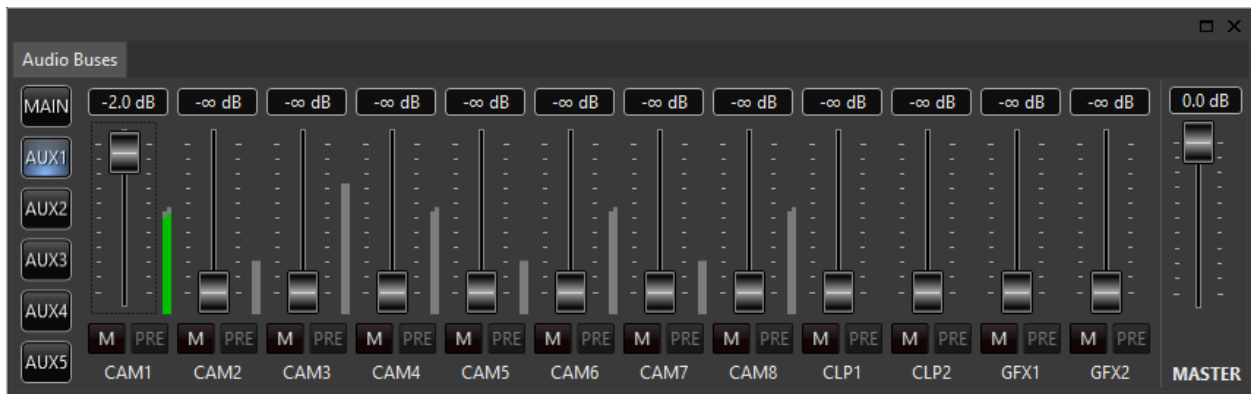 Audio Buses
MAIN -2.0 dB -∞ dB -∞ dB -∞ dB -∞ dB -∞ dB -∞ dB -∞ dB -∞ dB -∞ dB -∞ dB -∞ dB 0.0 dB
AUX1
AUX2
AUX3
AUX4
M PRE M PRE M PRE M PRE M PRE M PRE M PRE M PRE M PRE M PRE M PRE M PRE
AUX5 CAM1 CAM2 CAM3 CAM4 CAM5 CAM6 CAM7 CAM8 CLP1 CLP2 GFX1 GFX2 MASTER